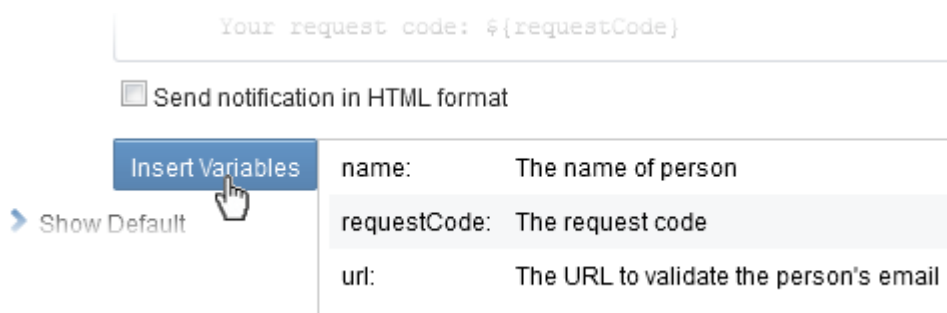 Your request code: ${requestCode}
Send notification in HTML format
Insert Variables
name: The name of person
Show Default
requestCode: The request code
url: The URL to validate the person's email